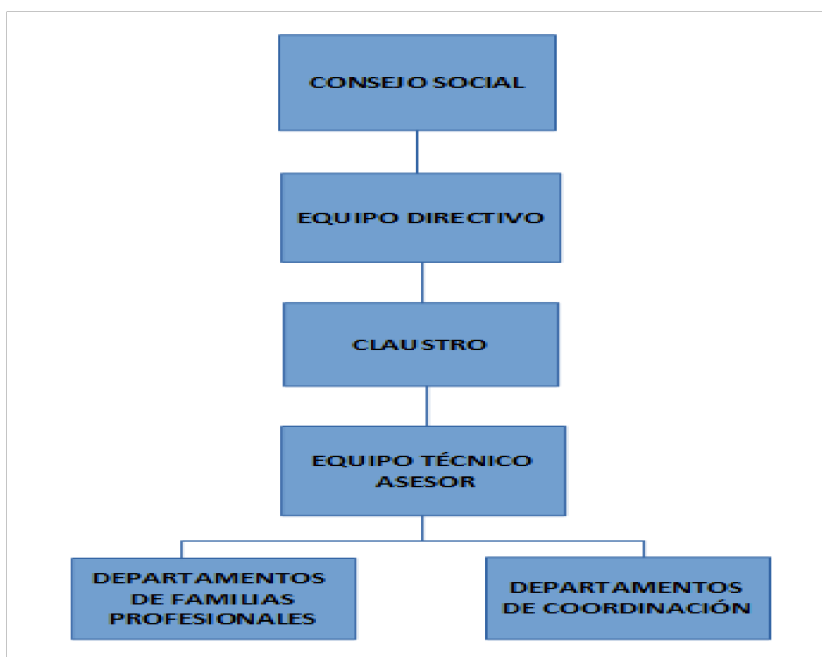 CONSEJO SOCIAL
EQUIPO DIRECTIVO
CLAUSTRO
EQUIPO TÉCNICO
ASESOR
DEPARTAMENTOS
DE FAMILIAS
PROFESIONALES
DEPARTAMENTOS
DE COORDINACIÓN